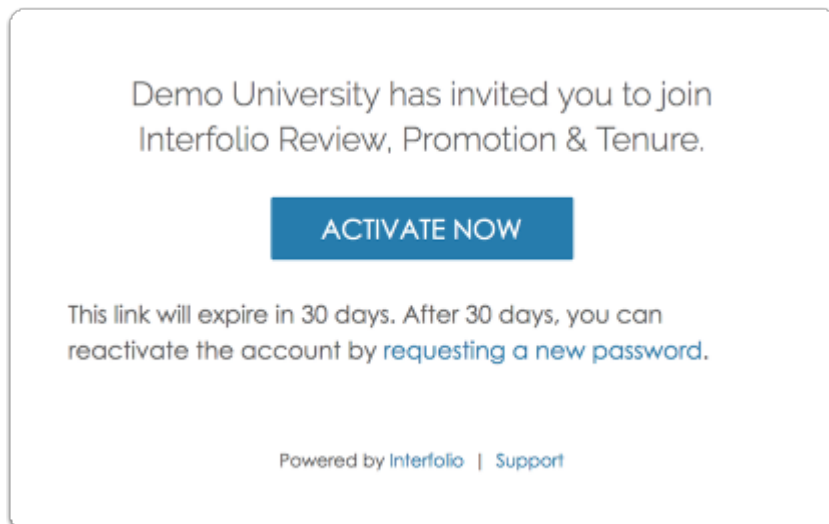 Demo University has invited you to join
Interfolio Review, Promotion & Tenure.
ACTIVATE NOW
This link will expire in 30 days. After 30 days, you can
reactivate the account by requesting a new password.
Powered by Interfolio | Support